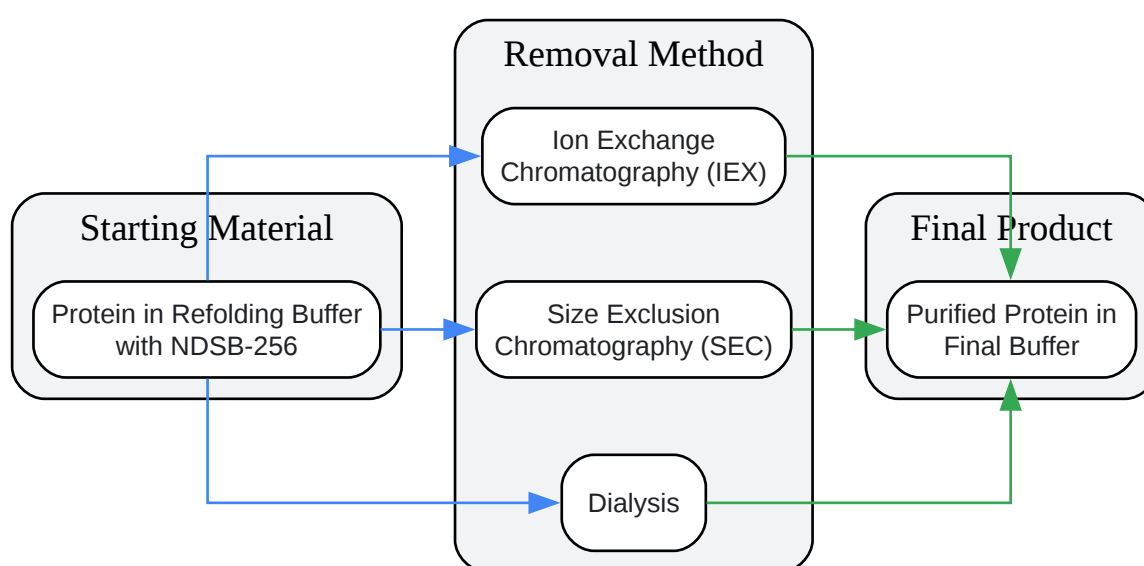 Removal Method
Ion Exchange
Chromatography (IEX)
Starting Material
Final Product
Protein in Refolding Buffer
with NDSB-256
Size Exclusion
Chromatography (SEC)
Purified Protein in
Final Buffer
Dialysis